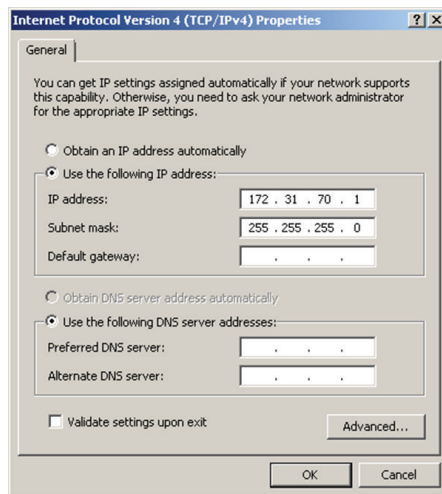 Internet Protocol Version 4 (TCP/IPv4) Properties ? X
General
You can get IP settings assigned automatically if your network supports
this capability. Otherwise, you need to ask your network administrator
for the appropriate IP settings.
Obtain an IP address automatically
Use the following IP address:
IP address: 172 . 31 . 70 . 1
Subnet mask: 255 . 255 . 255 . 0
Default gateway: . . .
Obtain DNS server address automatically
Use the following DNS server addresses:
Preferred DNS server: . . .
Alternate DNS server: . . .
Validate settings upon exit
Advanced...
OK Cancel